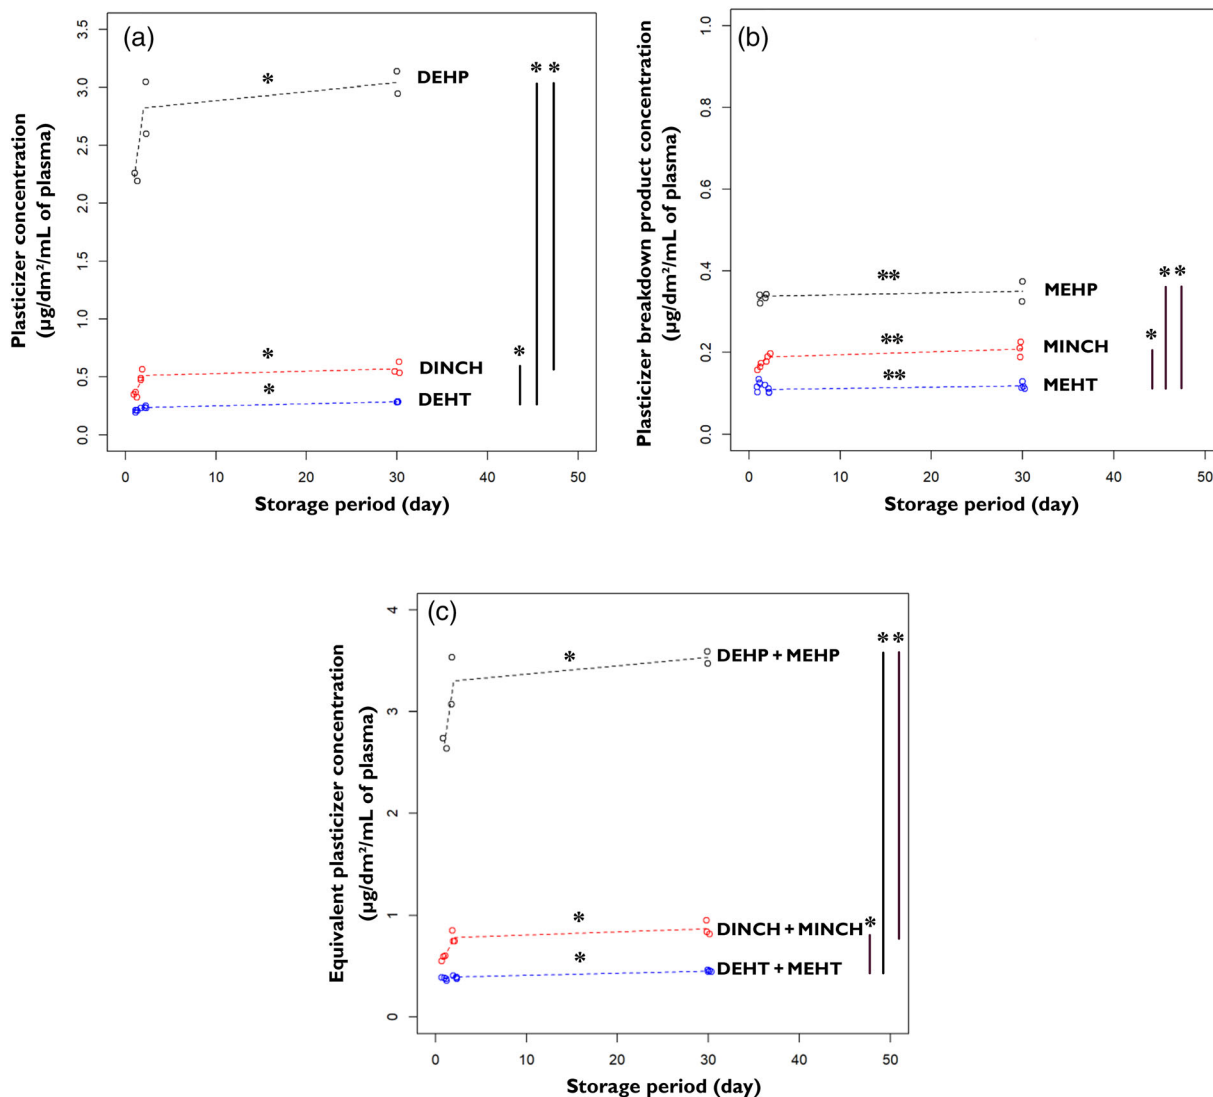 (a)
Plasticizer concentration
(µg/dm²/mL of plasma)
3.5
3.0
2.5
2.0
1.5
1.0
0.5
0.0
*
DEHP
*
DINCH
*
DEHT
*
* *
0 10 20 30 40 50
Storage period (day)
(b)
Plasticizer breakdown product concentration
(µg/dm²/mL of plasma)
1.0
0.8
0.6
0.4
0.2
0.0
**
MEHP
**
MINCH
**
MEHT
*
* *
0 10 20 30 40 50
Storage period (day)
(c)
Equivalent plasticizer concentration
(µg/dm²/mL of plasma)
4
3
2
1
0
*
DEHP + MEHP
*
DINCH + MINCH
*
DEHT + MEHT
*
* *
0 10 20 30 40 50
Storage period (day)